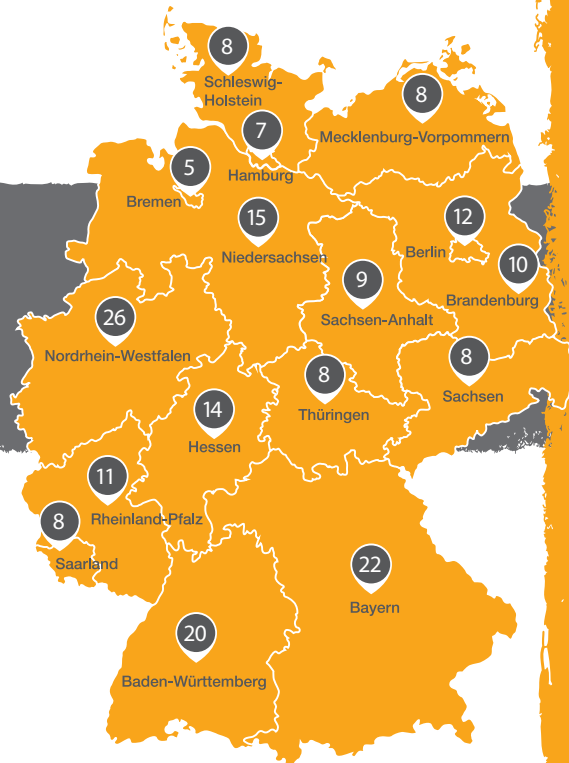 8
Schleswig-
Holstein
8
Mecklenburg-Vorpommern
7
Hamburg
5
Bremen
15
Niedersachsen
12
Berlin
10
Brandenburg
9
Sachsen-Anhalt
26
Nordrhein-Westfalen
8
Sachsen
8
Thüringen
14
Hessen
11
Rheinland-Pfalz
8
Saarland
22
Bayern
20
Baden-Württemberg